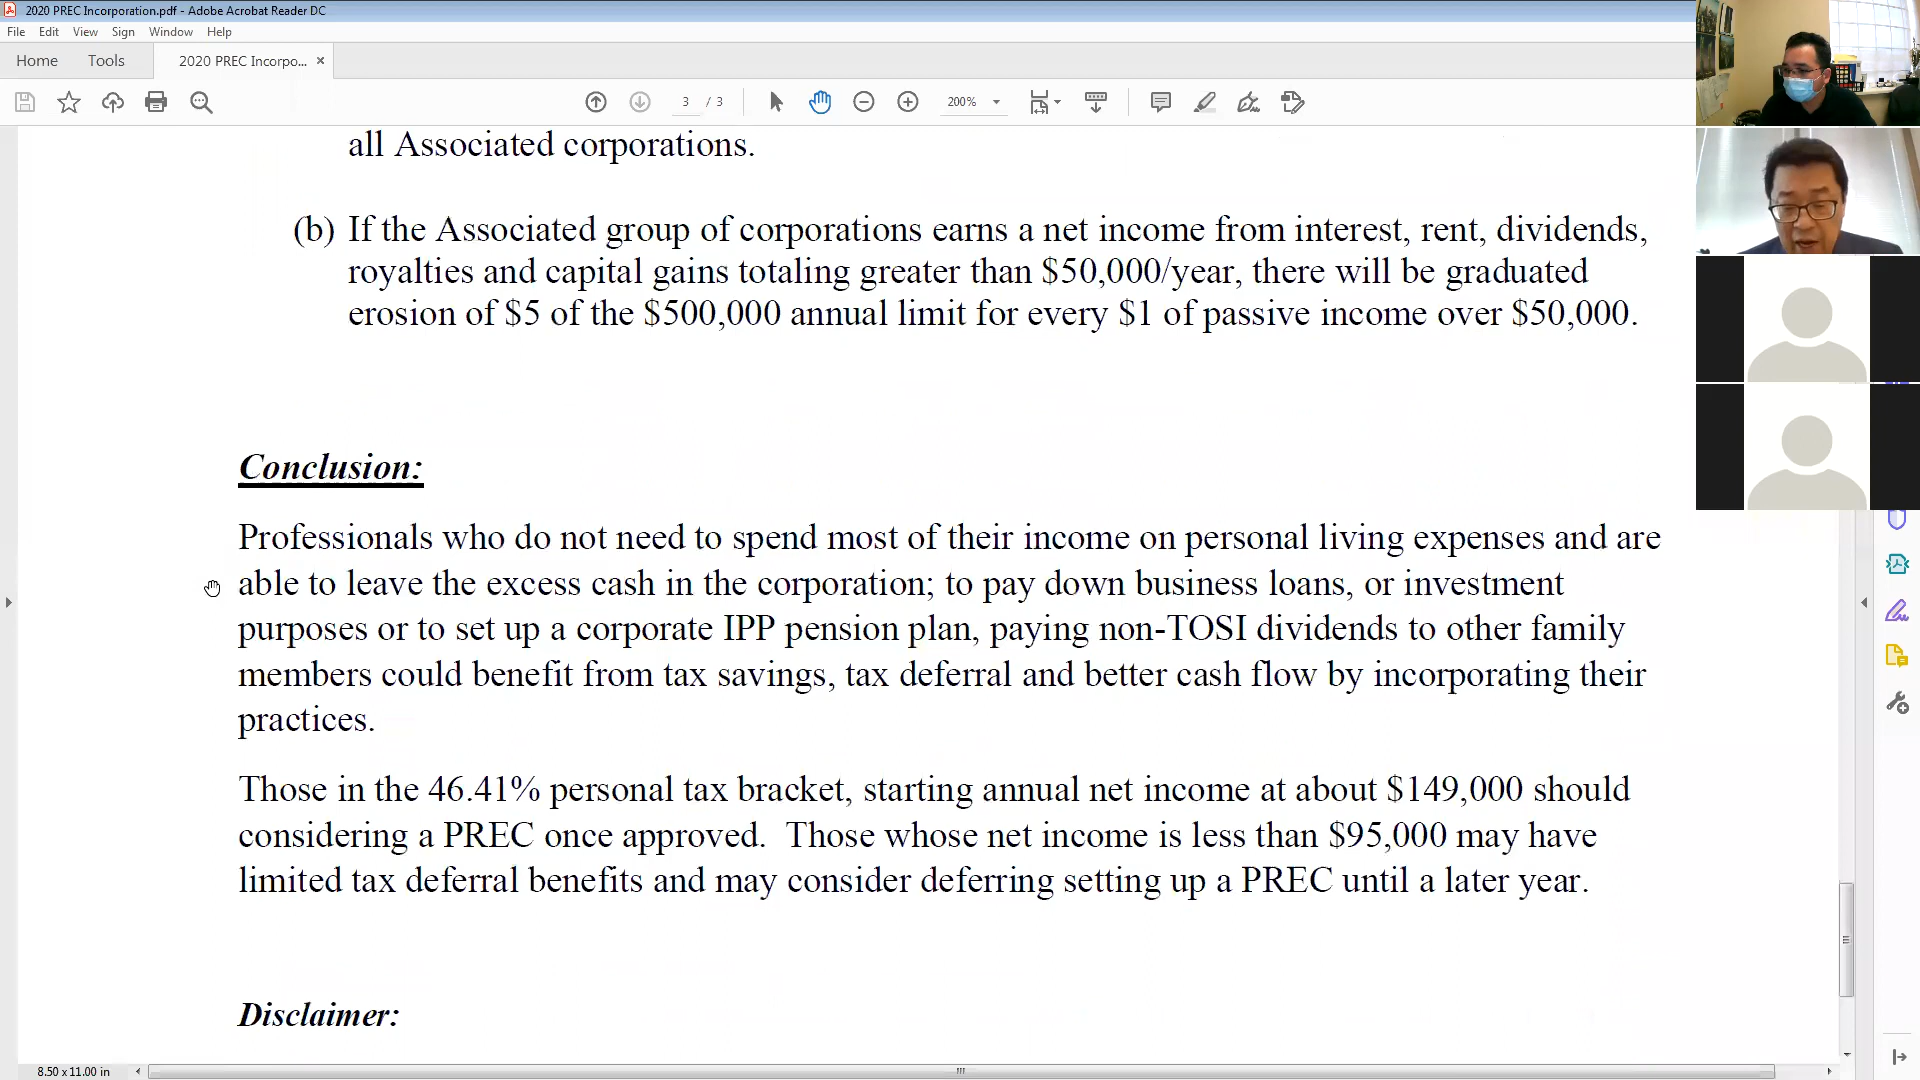 2020 PREC Incorporation.pdf - Adobe Acrobat Reader DC
File Edit View Sign Window Help
Home Tools 2020 PREC Incorpo... ×
3 / 3 200%
all Associated corporations.
(b) If the Associated group of corporations earns a net income from interest, rent, dividends,
royalties and capital gains totaling greater than $50,000/year, there will be graduated
erosion of $5 of the $500,000 annual limit for every $1 of passive income over $50,000.
Conclusion:
Professionals who do not need to spend most of their income on personal living expenses and are
able to leave the excess cash in the corporation; to pay down business loans, or investment
purposes or to set up a corporate IPP pension plan, paying non-TOSI dividends to other family
members could benefit from tax savings, tax deferral and better cash flow by incorporating their
practices.
Those in the 46.41% personal tax bracket, starting annual net income at about $149,000 should
considering a PREC once approved. Those whose net income is less than $95,000 may have
limited tax deferral benefits and may consider deferring setting up a PREC until a later year.
Disclaimer:
8.50 x 11.00 in